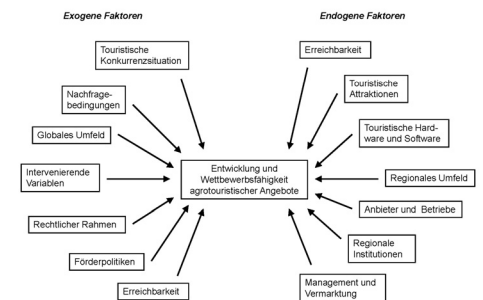 Exogene Faktoren
Endogene Faktoren
Touristische
Konkurrenzsituation
Erreichbarkeit
Nachfrage-
bedingungen
Touristische
Attraktionen
Globales Umfeld
Touristische Hard-
ware und Software
Intervenierende
Variablen
Entwicklung und
Wettbewerbsfähigkeit
agrotouristischer Angebote
Regionales Umfeld
Rechtlicher Rahmen
Anbieter und Betriebe
Förderpolitiken
Regionale
Institutionen
Erreichbarkeit
Management und
Vermarktung